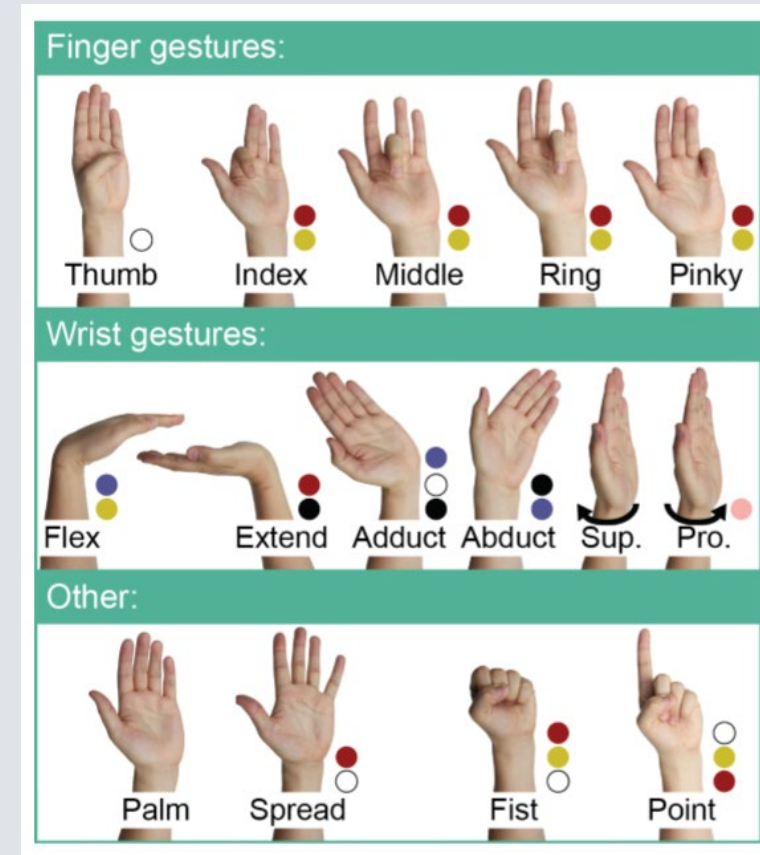 Finger gestures:
Thumb Index Middle Ring Pinky
Wrist gestures:
Flex Extend Adduct Abduct Sup. Pro.
Other:
Palm Spread Fist Point